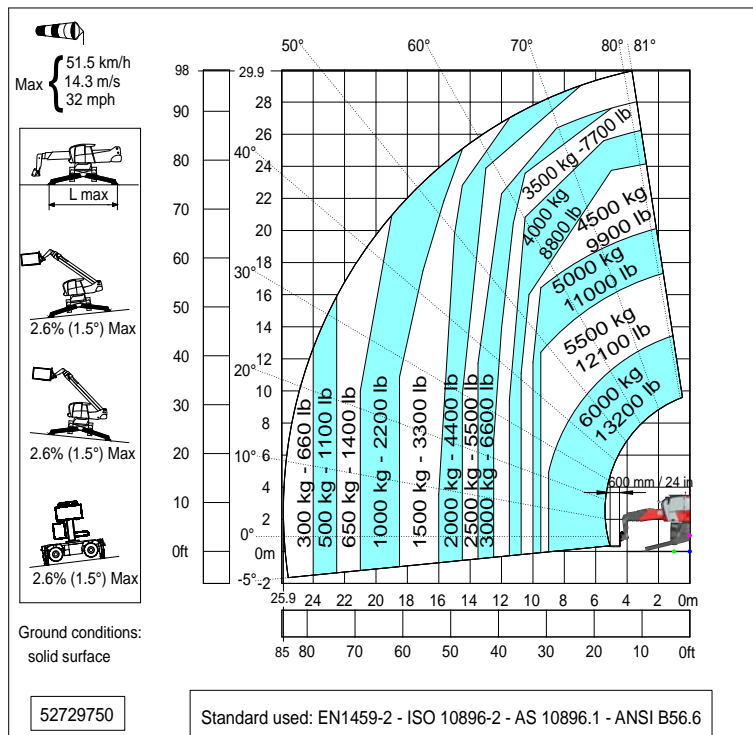 51.5 km/h
Max { 14.3 m/s
32 mph
L max
2.6% (1.5°) Max
2.6% (1.5°) Max
2.6% (1.5°) Max
Ground conditions:
solid surface
52729750
98
90
80
70
60
50
40
30
20
10
0ft
29.9
28
26
24
22
20
18
16
14
12
10
8
6
4
2
0m
-2
50°
60°
70°
80°
81°
40°
30°
20°
10°
0°
-5°
300 kg - 660 lb
500 kg - 1100 lb
650 kg - 1400 lb
1000 kg - 2200 lb
1500 kg - 3300 lb
2000 kg - 4400 lb
2500 kg - 5500 lb
3000 kg - 6600 lb
3500 kg -7700 lb
4000 kg
8800 lb
4500 kg
9900 lb
5000 kg
11000 lb
5500 kg
12100 lb
6000 kg
13200 lb
600 mm / 24 in
25.9 24 22 20 18 16 14 12 10 8 6 4 2 0m
85 80 70 60 50 40 30 20 10 0ft
Standard used: EN1459-2 - ISO 10896-2 - AS 10896.1 - ANSI B56.6